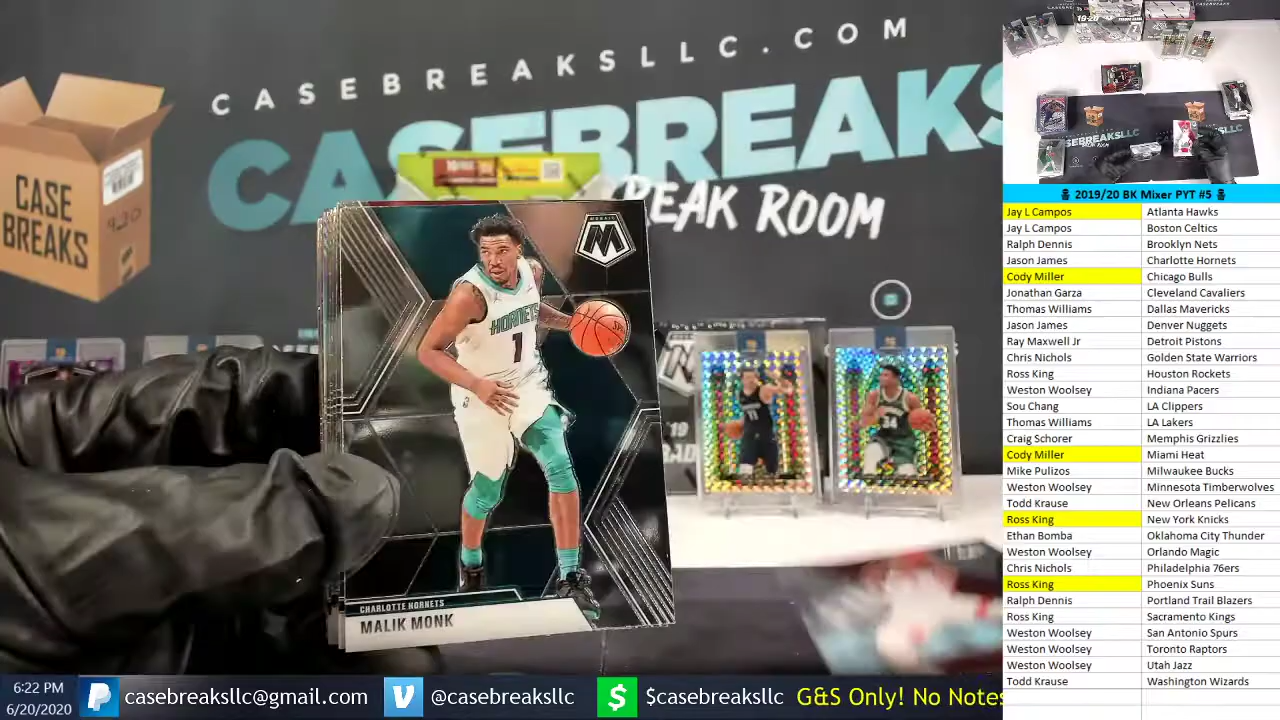 CASEBREAKSLLC.COM
CASEBREAKS
BREAK ROOM
CASE
BREAKS
920
MOSAIC
M
HORNETS
1
CHARLOTTE HORNETS
MALIK MONK
11
34
19-20
2019/20 BK Mixer PYT #5
Jay L Campos Atlanta Hawks
Jay L Campos Boston Celtics
Ralph Dennis Brooklyn Nets
Jason James Charlotte Hornets
Cody Miller Chicago Bulls
Jonathan Garza Cleveland Cavaliers
Thomas Williams Dallas Mavericks
Jason James Denver Nuggets
Ray Maxwell Jr Detroit Pistons
Chris Nichols Golden State Warriors
Ross King Houston Rockets
Weston Woolsey Indiana Pacers
Sou Chang LA Clippers
Thomas Williams LA Lakers
Craig Schorer Memphis Grizzlies
Cody Miller Miami Heat
Mike Pulizos Milwaukee Bucks
Weston Woolsey Minnesota Timberwolves
Todd Krause New Orleans Pelicans
Ross King New York Knicks
Ethan Bomba Oklahoma City Thunder
Weston Woolsey Orlando Magic
Chris Nichols Philadelphia 76ers
Ross King Phoenix Suns
Ralph Dennis Portland Trail Blazers
Ross King Sacramento Kings
Weston Woolsey San Antonio Spurs
Weston Woolsey Toronto Raptors
Weston Woolsey Utah Jazz
Todd Krause Washington Wizards
6:22 PM
6/20/2020
casebreaksllc@gmail.com
@casebreaksllc
$casebreaksllc
G&S Only! No Notes